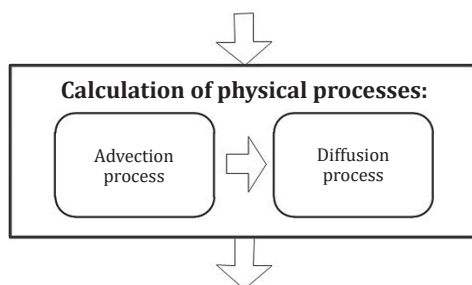 Calculation of physical processes:
Advection
process
Diffusion
process